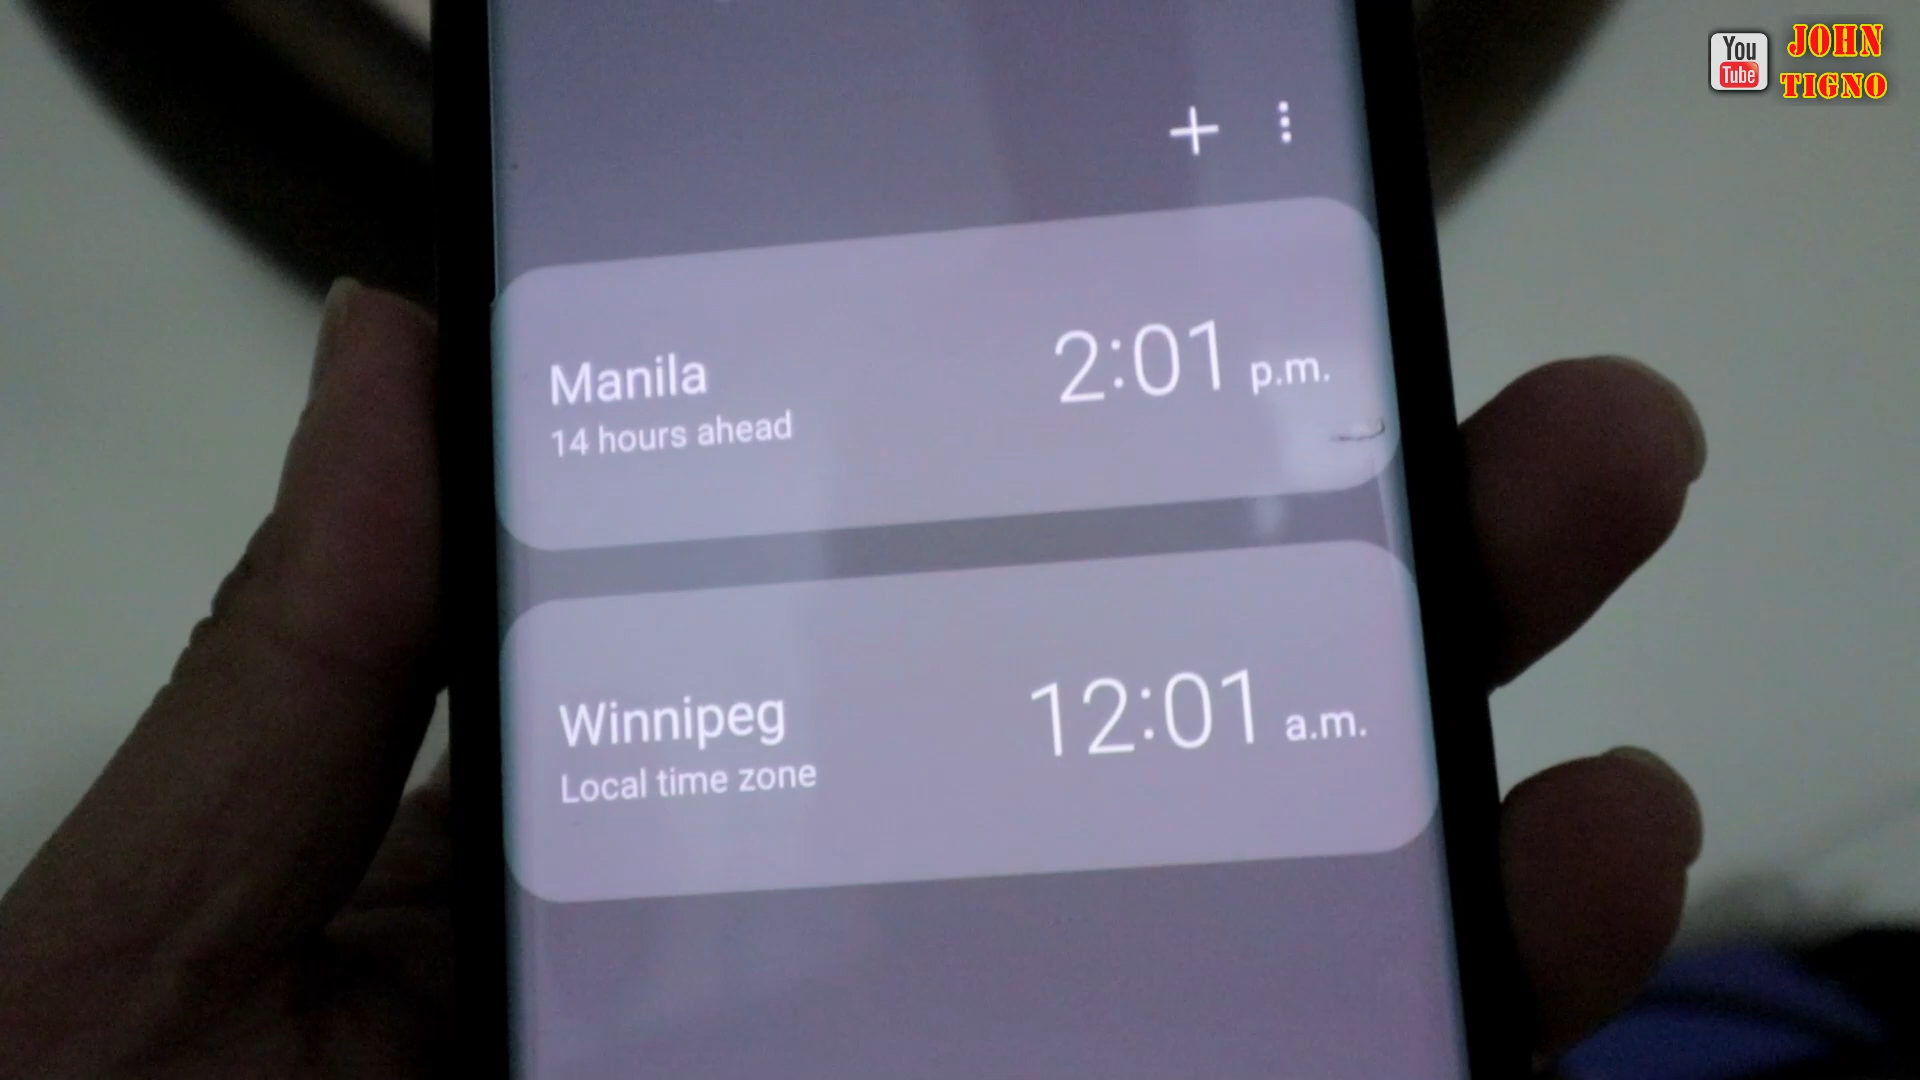 You
Tube
JOHN
TIGNO
Manila
14 hours ahead
2:01 p.m.
Winnipeg
Local time zone
12:01 a.m.